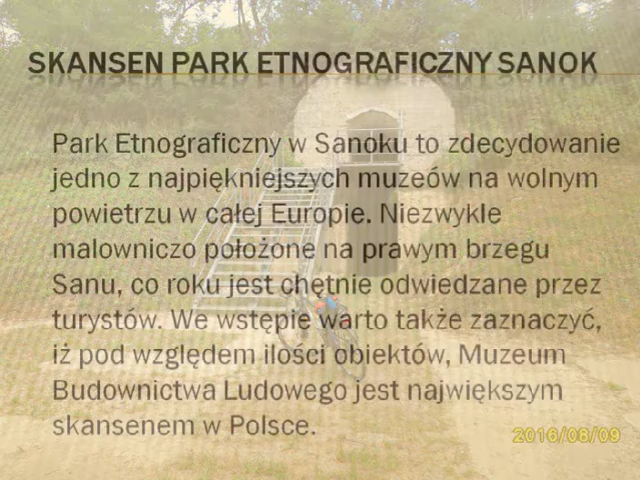 SKANSEN PARK ETNOGRAFICZNY SANOK
Park Etnograficzny w Sanoku to zdecydowanie
jedno z najpiękniejszych muzeów na wolnym
powietrzu w całej Europie. Niezwykle
malowniczo położone na prawym brzegu
Sanu, co roku jest chętnie odwiedzane przez
turystów. We wstępie warto także zaznaczyć,
iż pod względem ilości obiektów, Muzeum
Budownictwa Ludowego jest największym
skansenem w Polsce.
2016/08/09